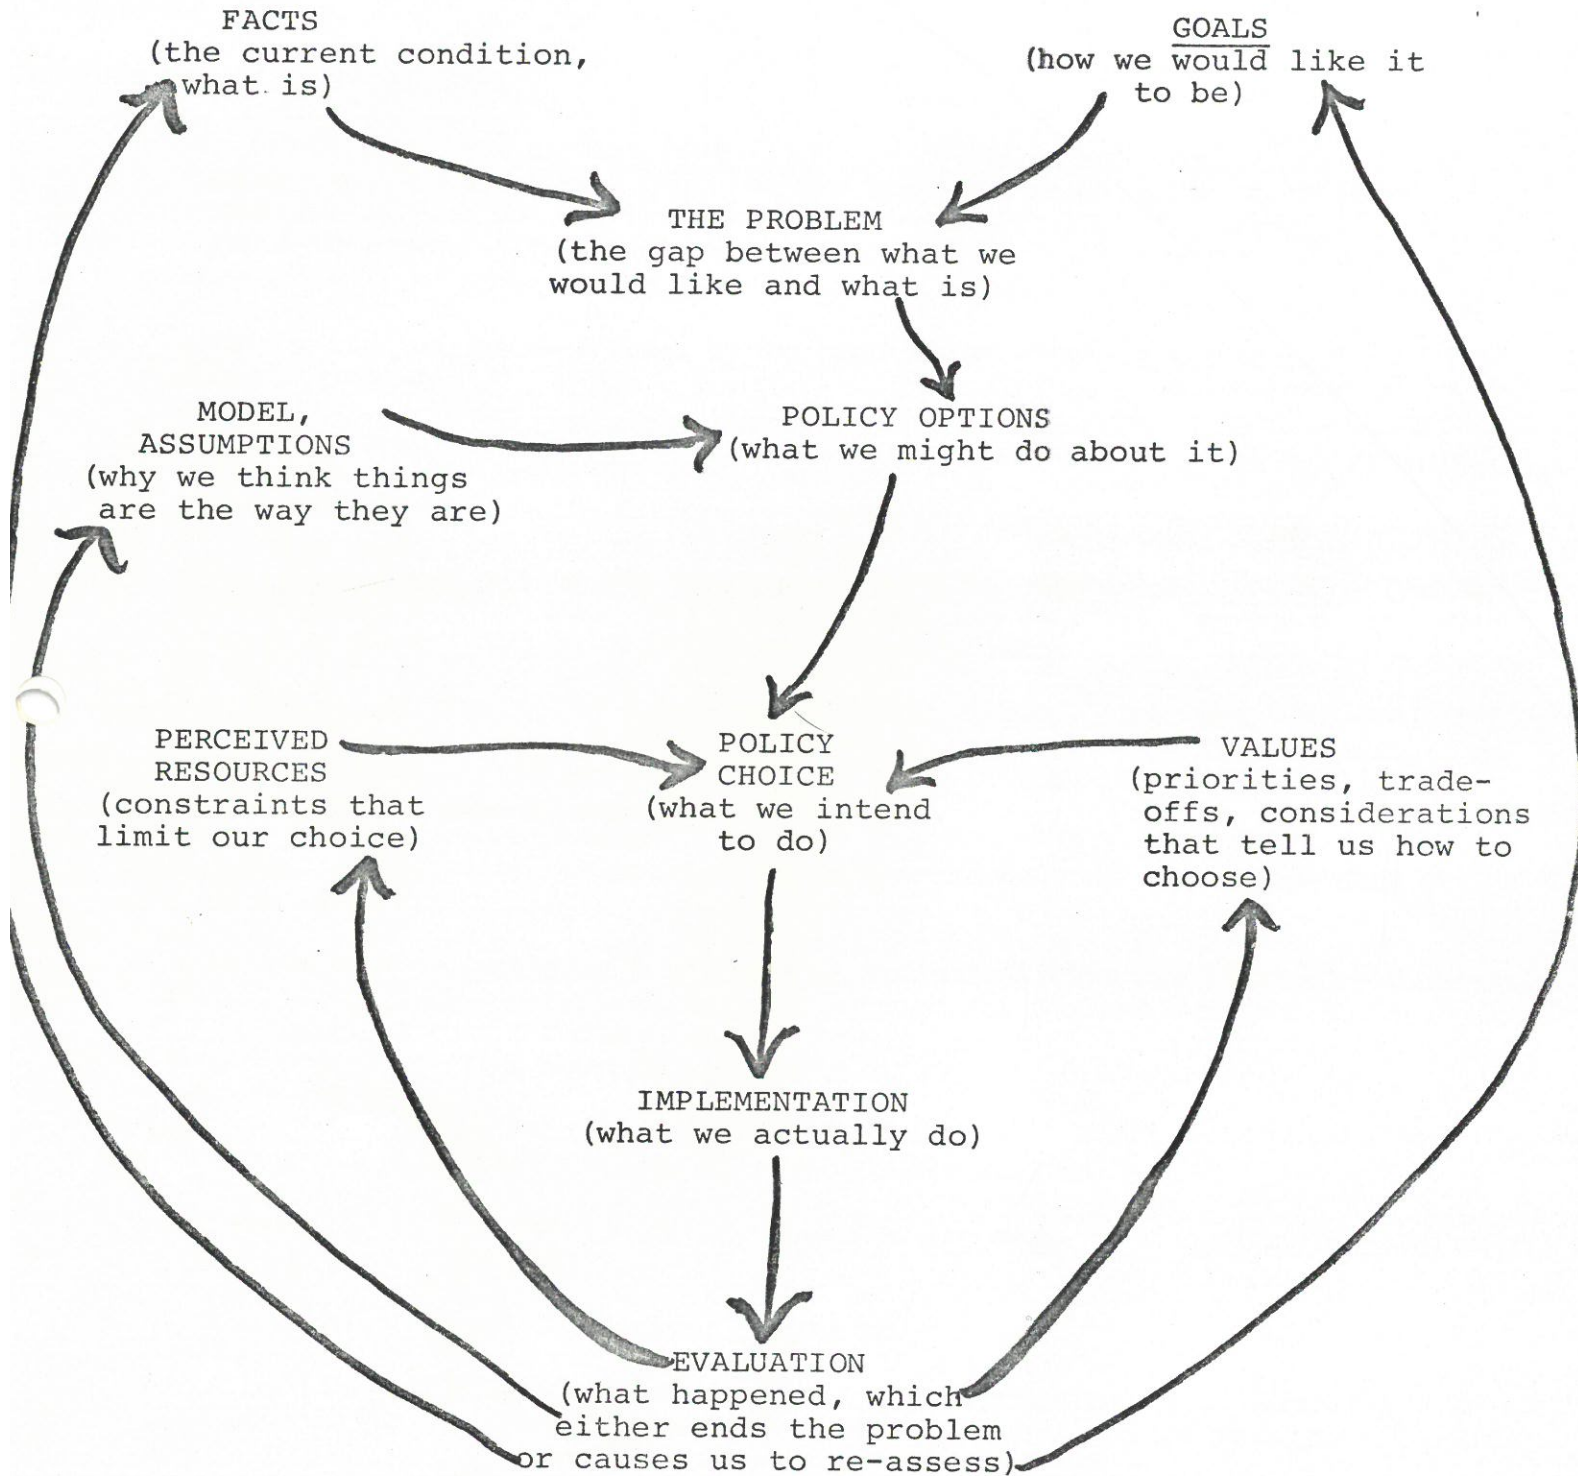 FACTS
(the current condition,
what is)
GOALS
(how we would like it
to be)
THE PROBLEM
(the gap between what we
would like and what is)
MODEL,
ASSUMPTIONS
(why we think things
are the way they are)
POLICY OPTIONS
(what we might do about it)
PERCEIVED
RESOURCES
(constraints that
limit our choice)
POLICY
CHOICE
(what we intend
to do)
VALUES
(priorities, trade-
offs, considerations
that tell us how to
choose)
IMPLEMENTATION
(what we actually do)
EVALUATION
(what happened, which
either ends the problem
or causes us to re-assess)